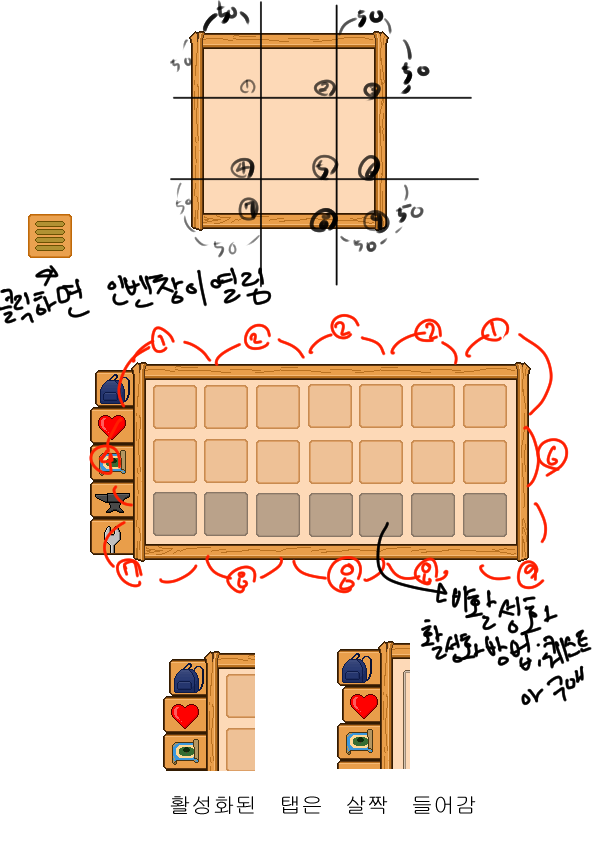 50 50
50 50
① ② ③
④ ⑤ ⑥
50 ⑦ ⑧ ⑨ 50
50 50
클릭하면 인벤창이 열림
① ② ② ② ①
④ ⑥
⑦ ⑧ ⑧ ⑧ ⑨
비활성화
활성화방법:퀘스트
아 구매
활성화된 탭은 살짝 들어감